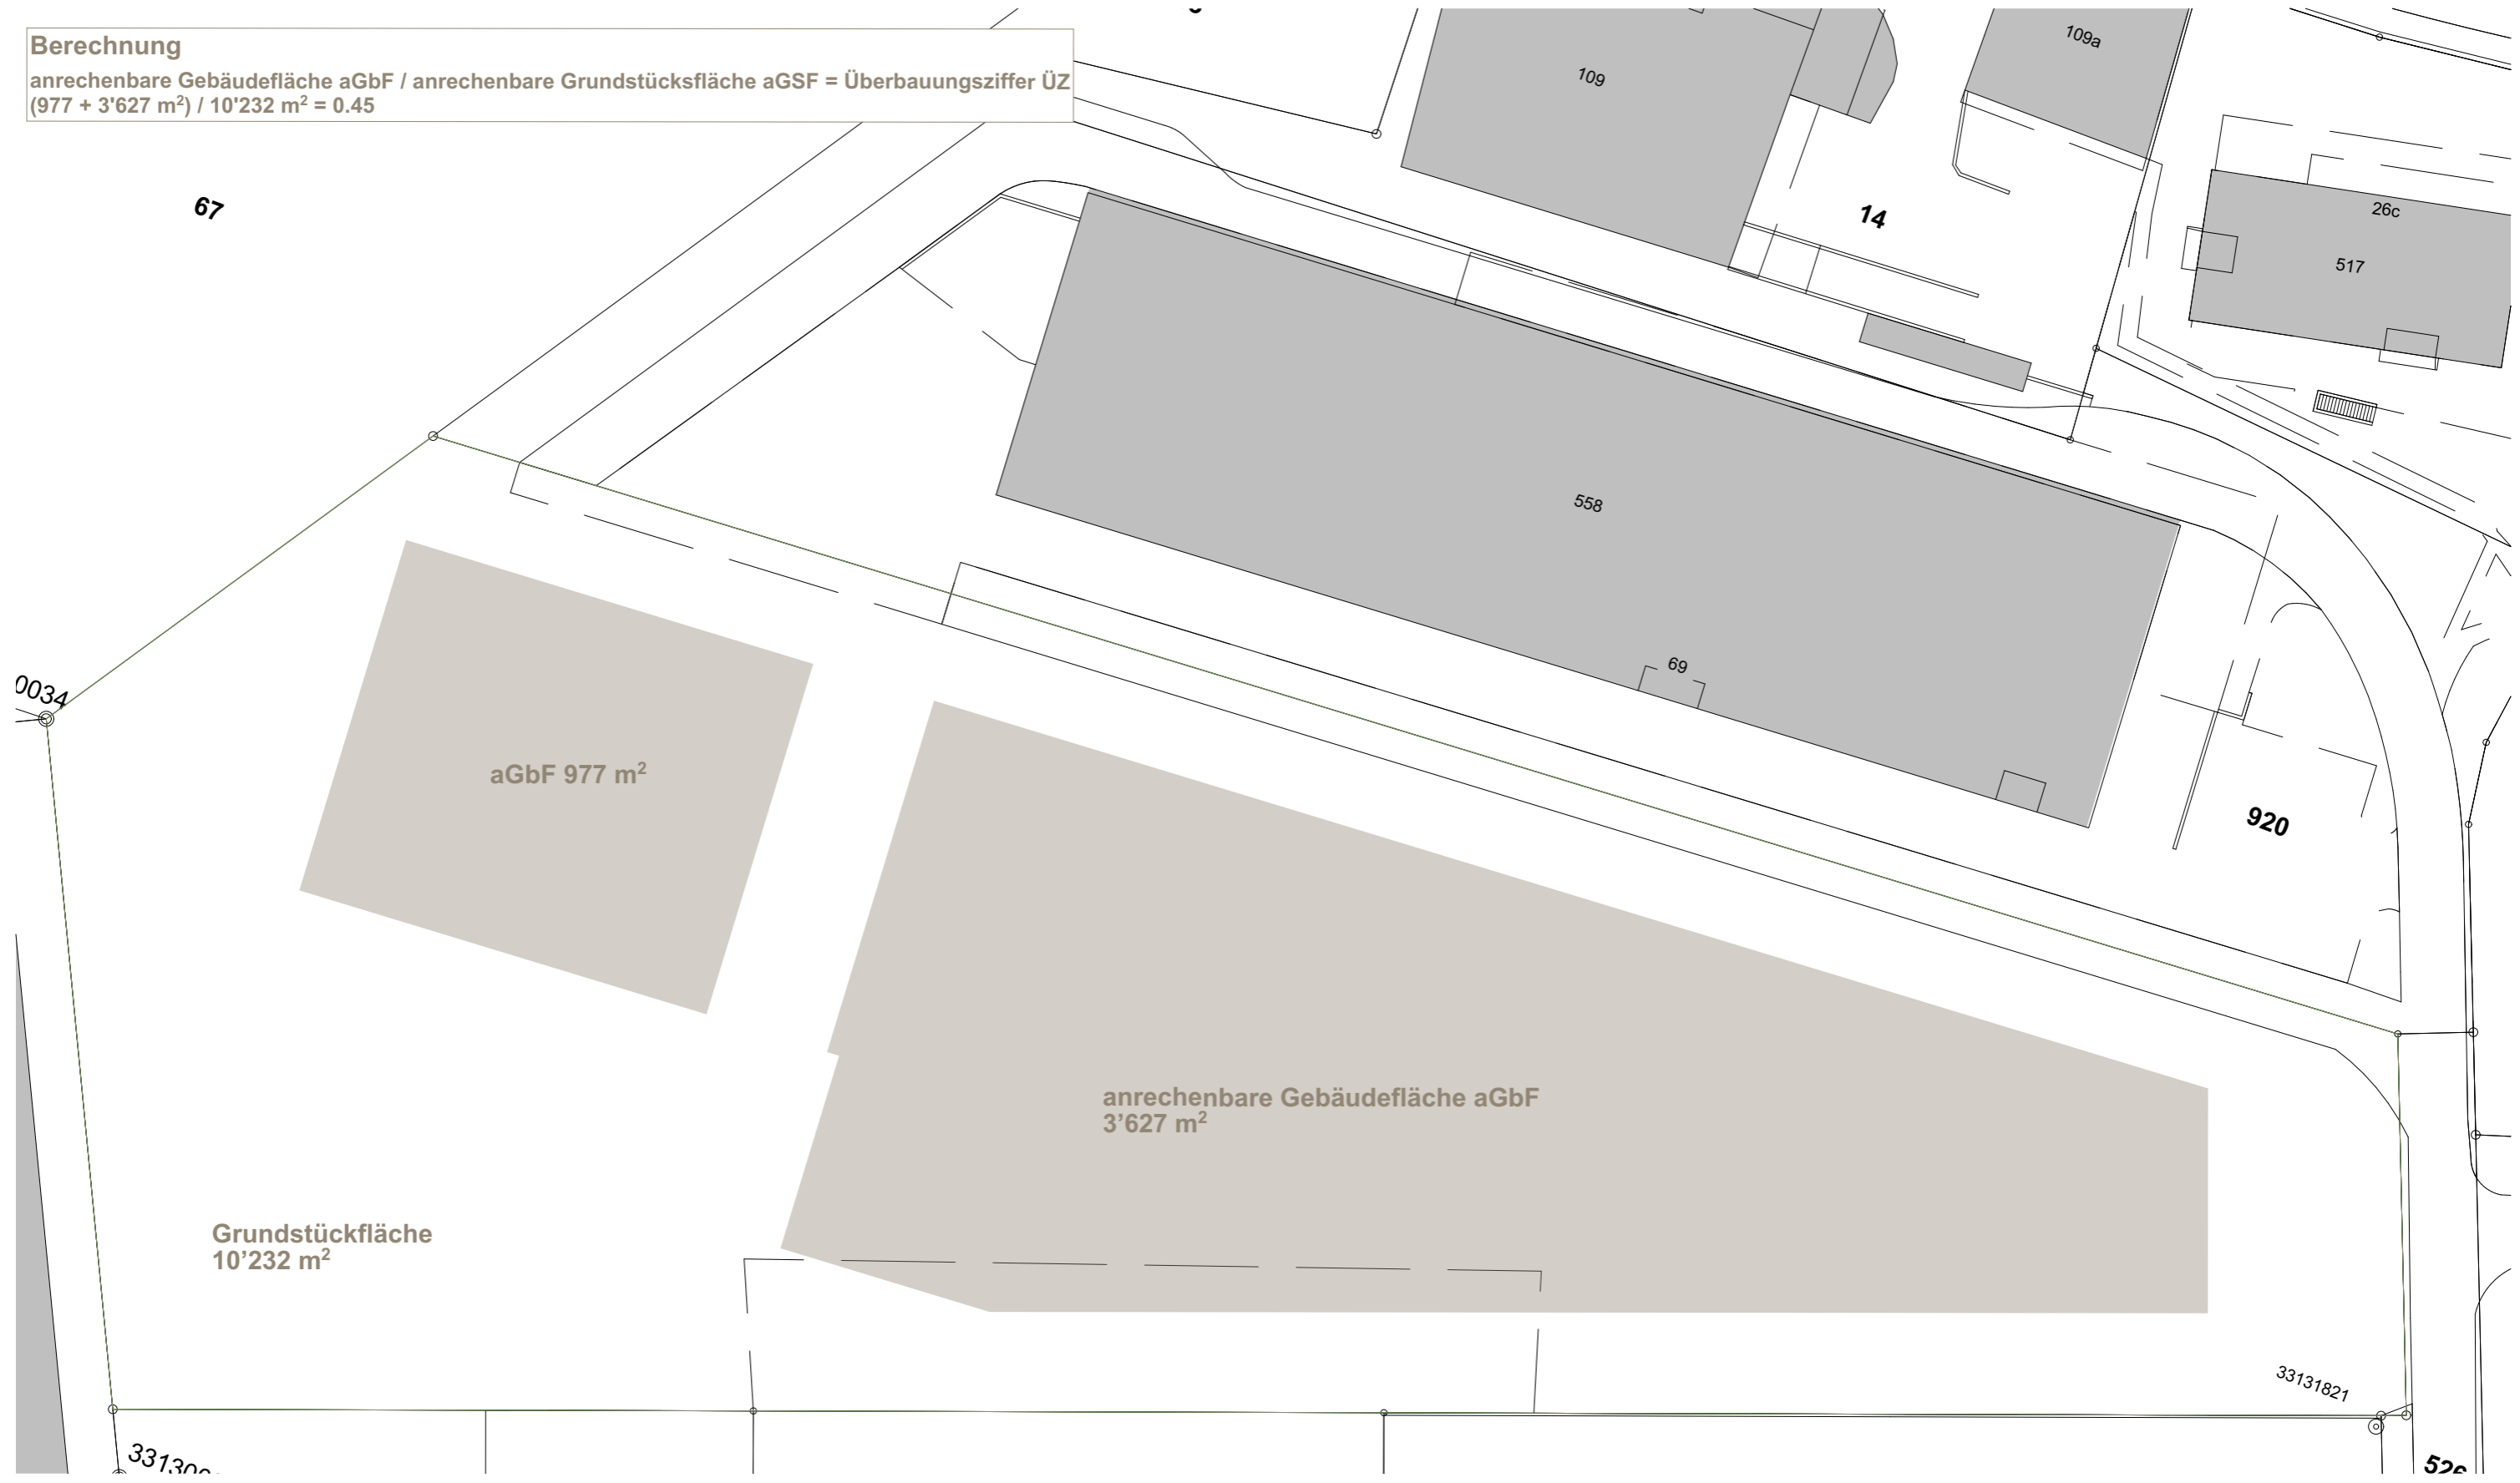 Berechnung
anrechenbare Gebäudefläche aGbF / anrechenbare Grundstücksfläche aGSF = Überbauungsziffer ÜZ
(977 + 3'627 m²) / 10'232 m² = 0.45
109
109a
67
14
26c
517
558
69
0034
aGbF 977 m²
920
anrechenbare Gebäudefläche aGbF
3’627 m²
Grundstückfläche
10’232 m²
33131821
526